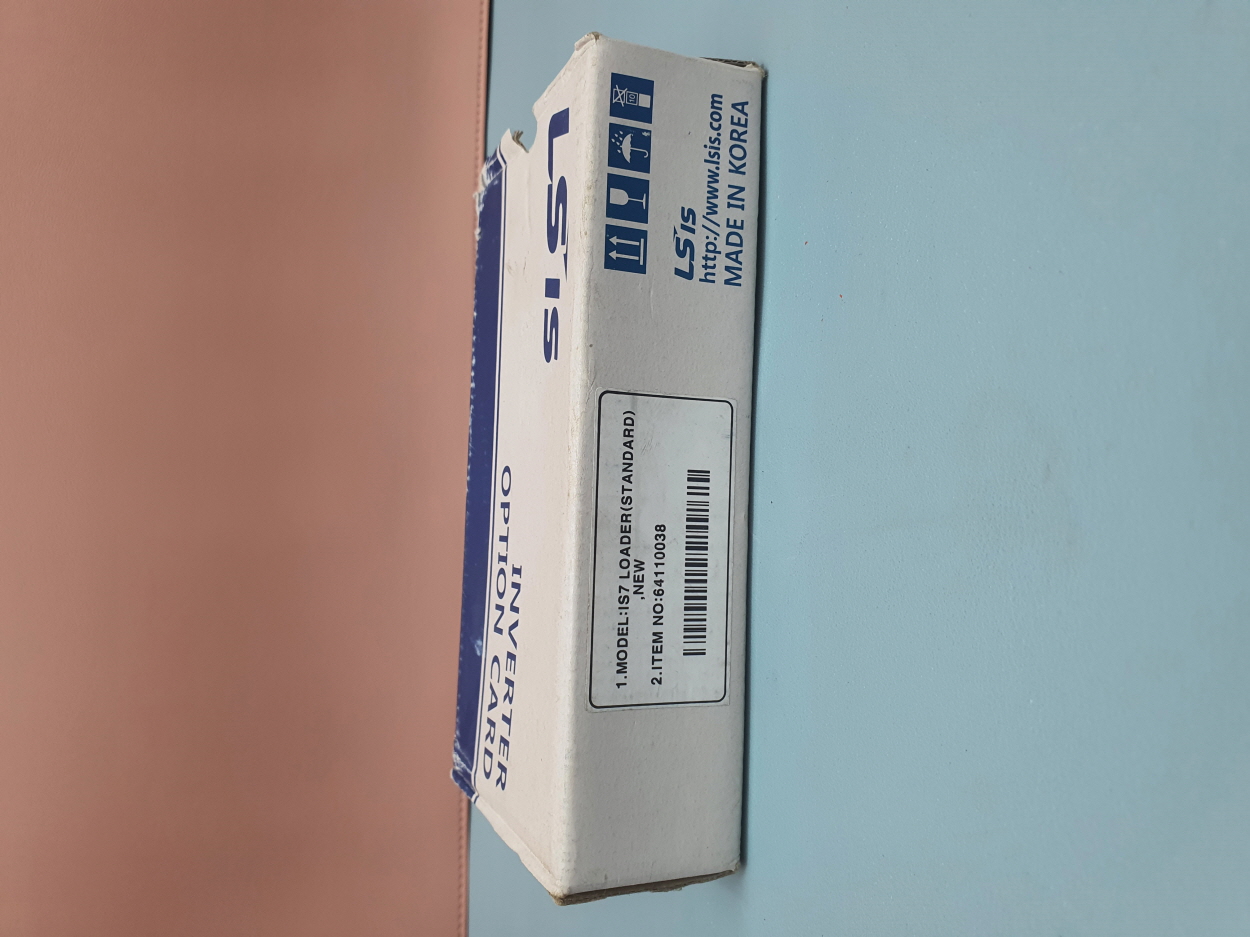 LSIS
INVERTER
OPTION CARD
1.MODEL:IS7 LOADER(STANDARD)
,NEW
2.ITEM NO:64110038
10
LSIS
http://www.lsis.com
MADE IN KOREA